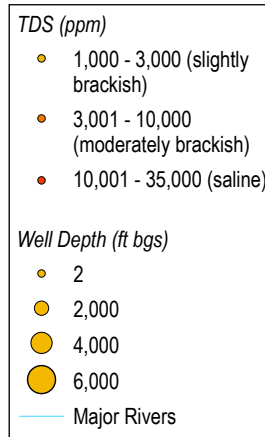 TDS (ppm)
1,000 - 3,000 (slightly
brackish)
3,001 - 10,000
(moderately brackish)
10,001 - 35,000 (saline)
Well Depth (ft bgs)
2
2,000
4,000
6,000
Major Rivers